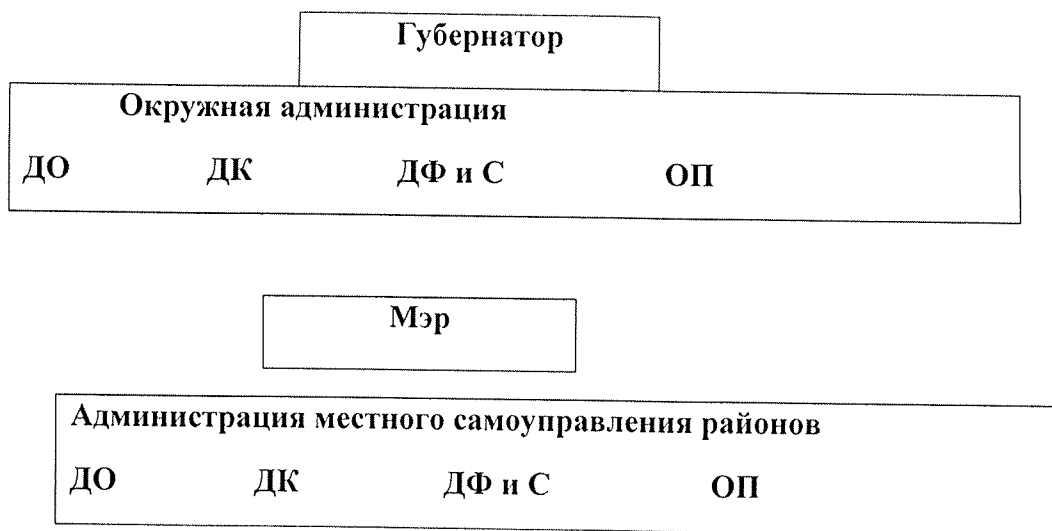 Губернатор
Окружная администрация
ДО ДК ДФ и С ОП
Мэр
Администрация местного самоуправления районов
ДО ДК ДФ и С ОП